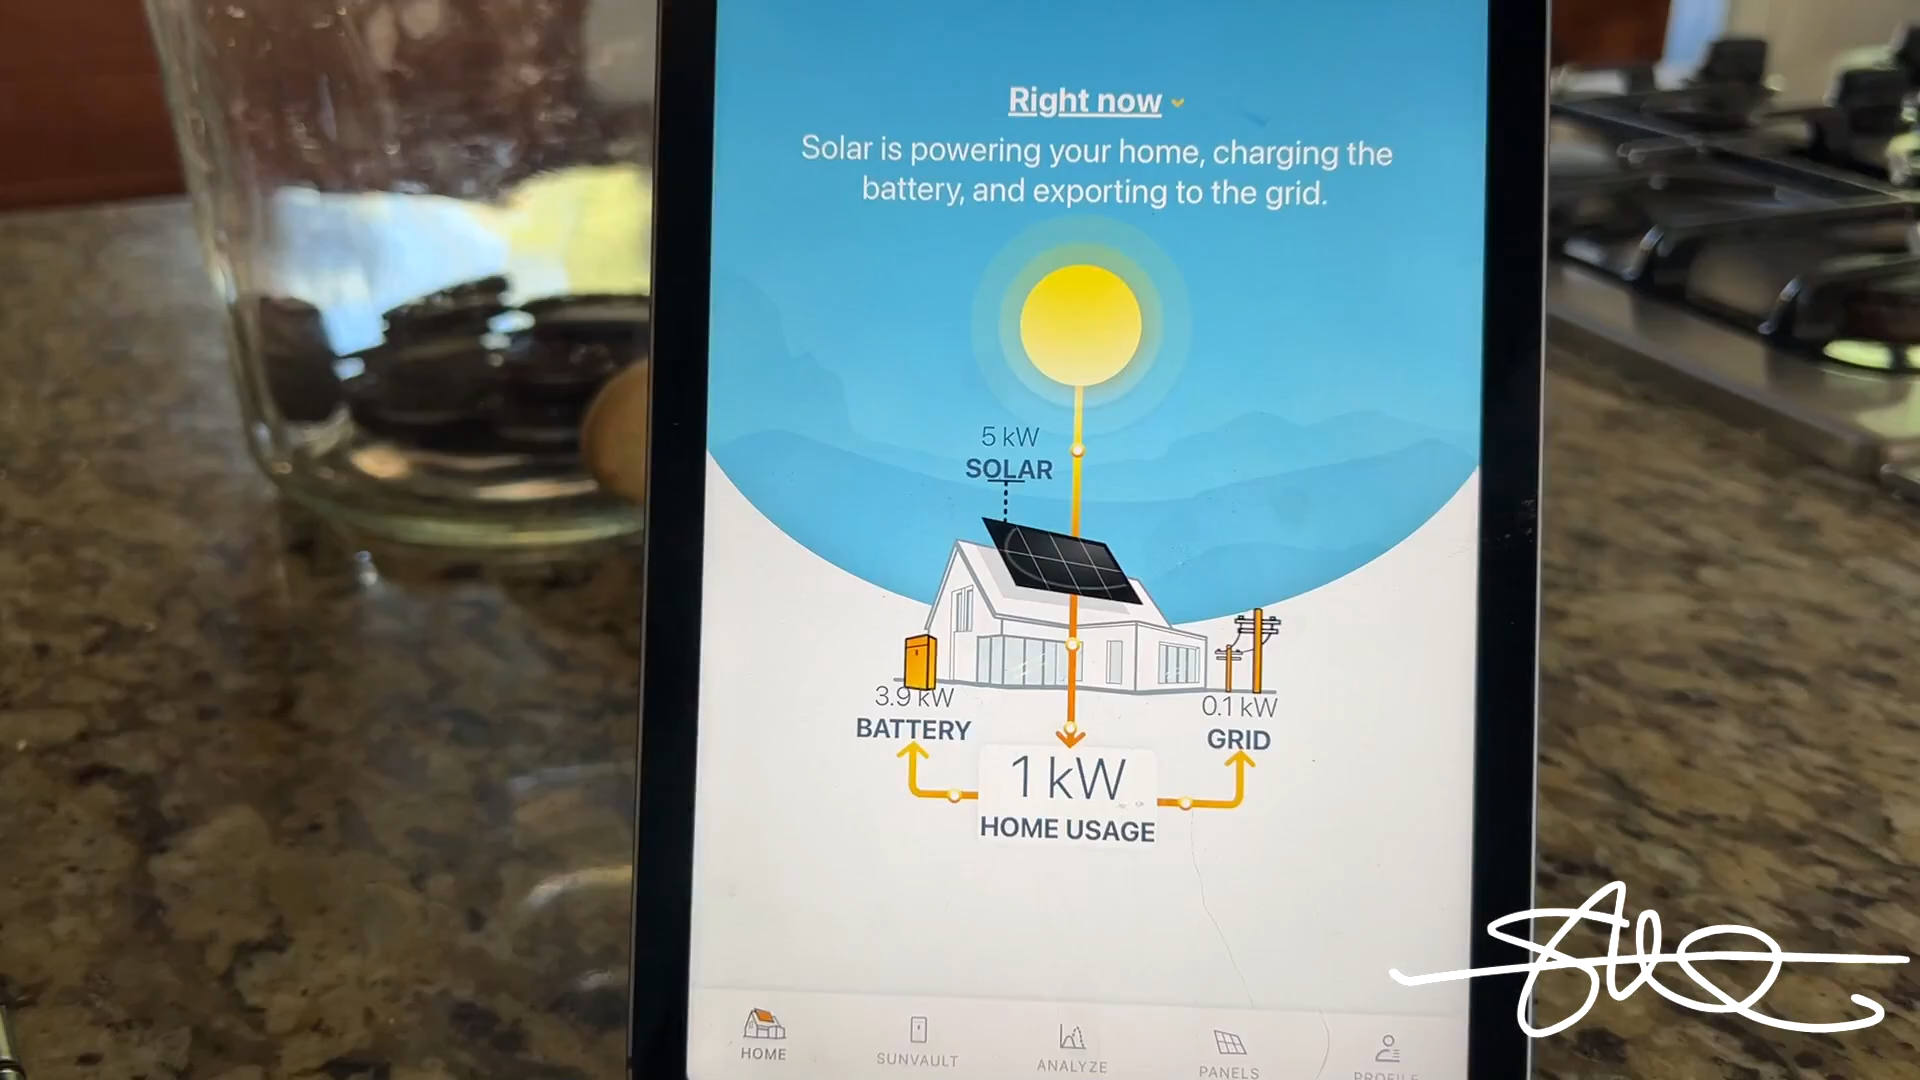 Right now
Solar is powering your home, charging the
battery, and exporting to the grid.
5 kW
SOLAR
3.9 kW
BATTERY
0.1 kW
GRID
1 kW
HOME USAGE
HOME
SUNVAULT
ANALYZE
PANELS
PROFILE